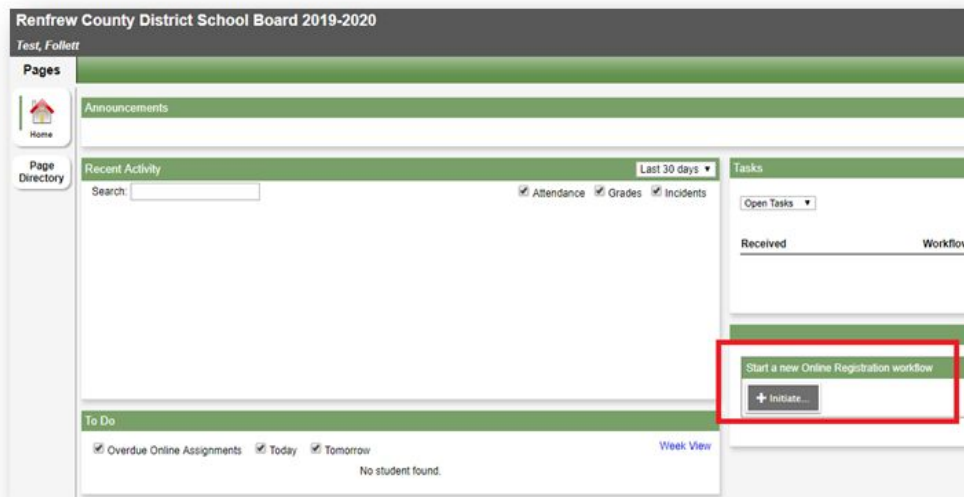 Renfrew County District School Board 2019-2020
Test, Follett
Pages
Home
Page
Directory
Announcements
Recent Activity
Last 30 days
Search:
Attendance
Grades
Incidents
Tasks
Open Tasks
Received
Workflow
Start a new Online Registration workflow
+ Initiate...
To Do
Overdue Online Assignments
Today
Tomorrow
Week View
No student found.